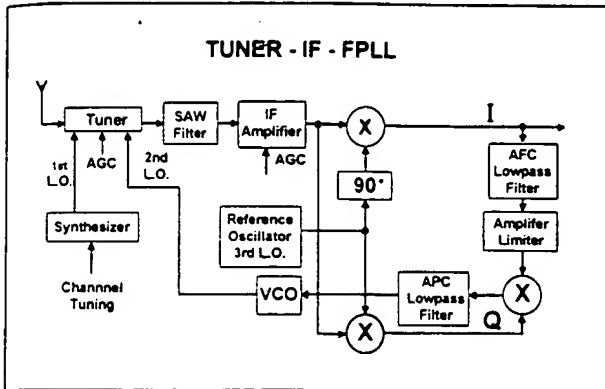 TUNER - IF - FPLL
Tuner
SAW
Filter
IF
Amplifier
X
I
1st
L.O.
AGC
2nd
L.O.
AGC
90°
AFC
Lowpass
Filter
Synthesizer
Reference
Oscillator
3rd L.O.
Amplifer
Limiter
Channnel
Tuning
VCO
APC
Lowpass
Filter
X
X
Q